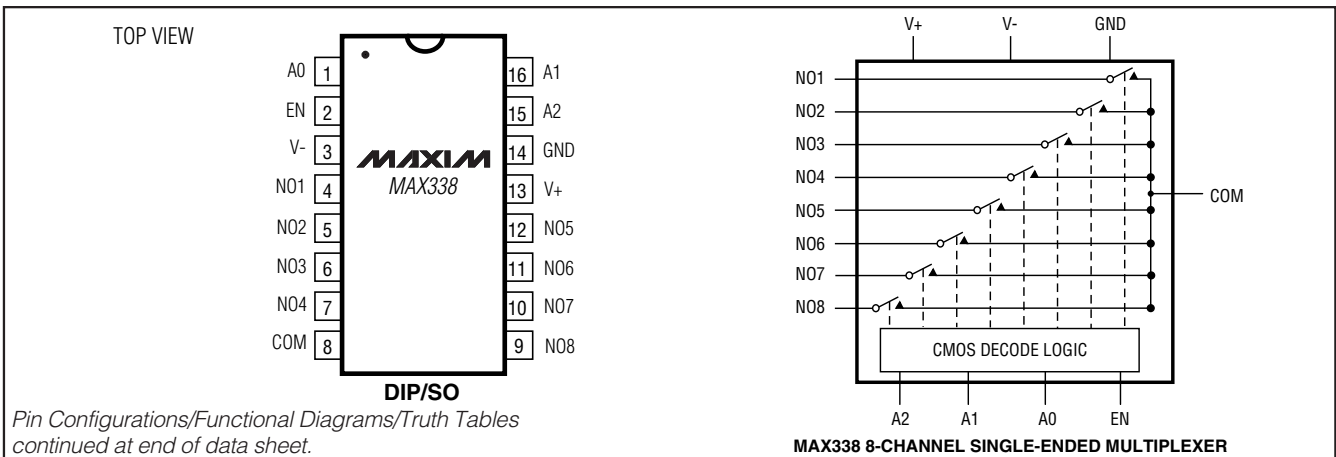 TOP VIEW
A0 1
EN 2
V- 3
NO1 4
NO2 5
NO3 6
NO4 7
COM 8
MAXIM
MAX338
16 A1
15 A2
14 GND
13 V+
12 NO5
11 NO6
10 NO7
9 NO8
DIP/SO
Pin Configurations/Functional Diagrams/Truth Tables
continued at end of data sheet.
V+ V- GND
NO1
NO2
NO3
NO4
NO5
NO6
NO7
NO8
COM
CMOS DECODE LOGIC
A2 A1 A0 EN
MAX338 8-CHANNEL SINGLE-ENDED MULTIPLEXER